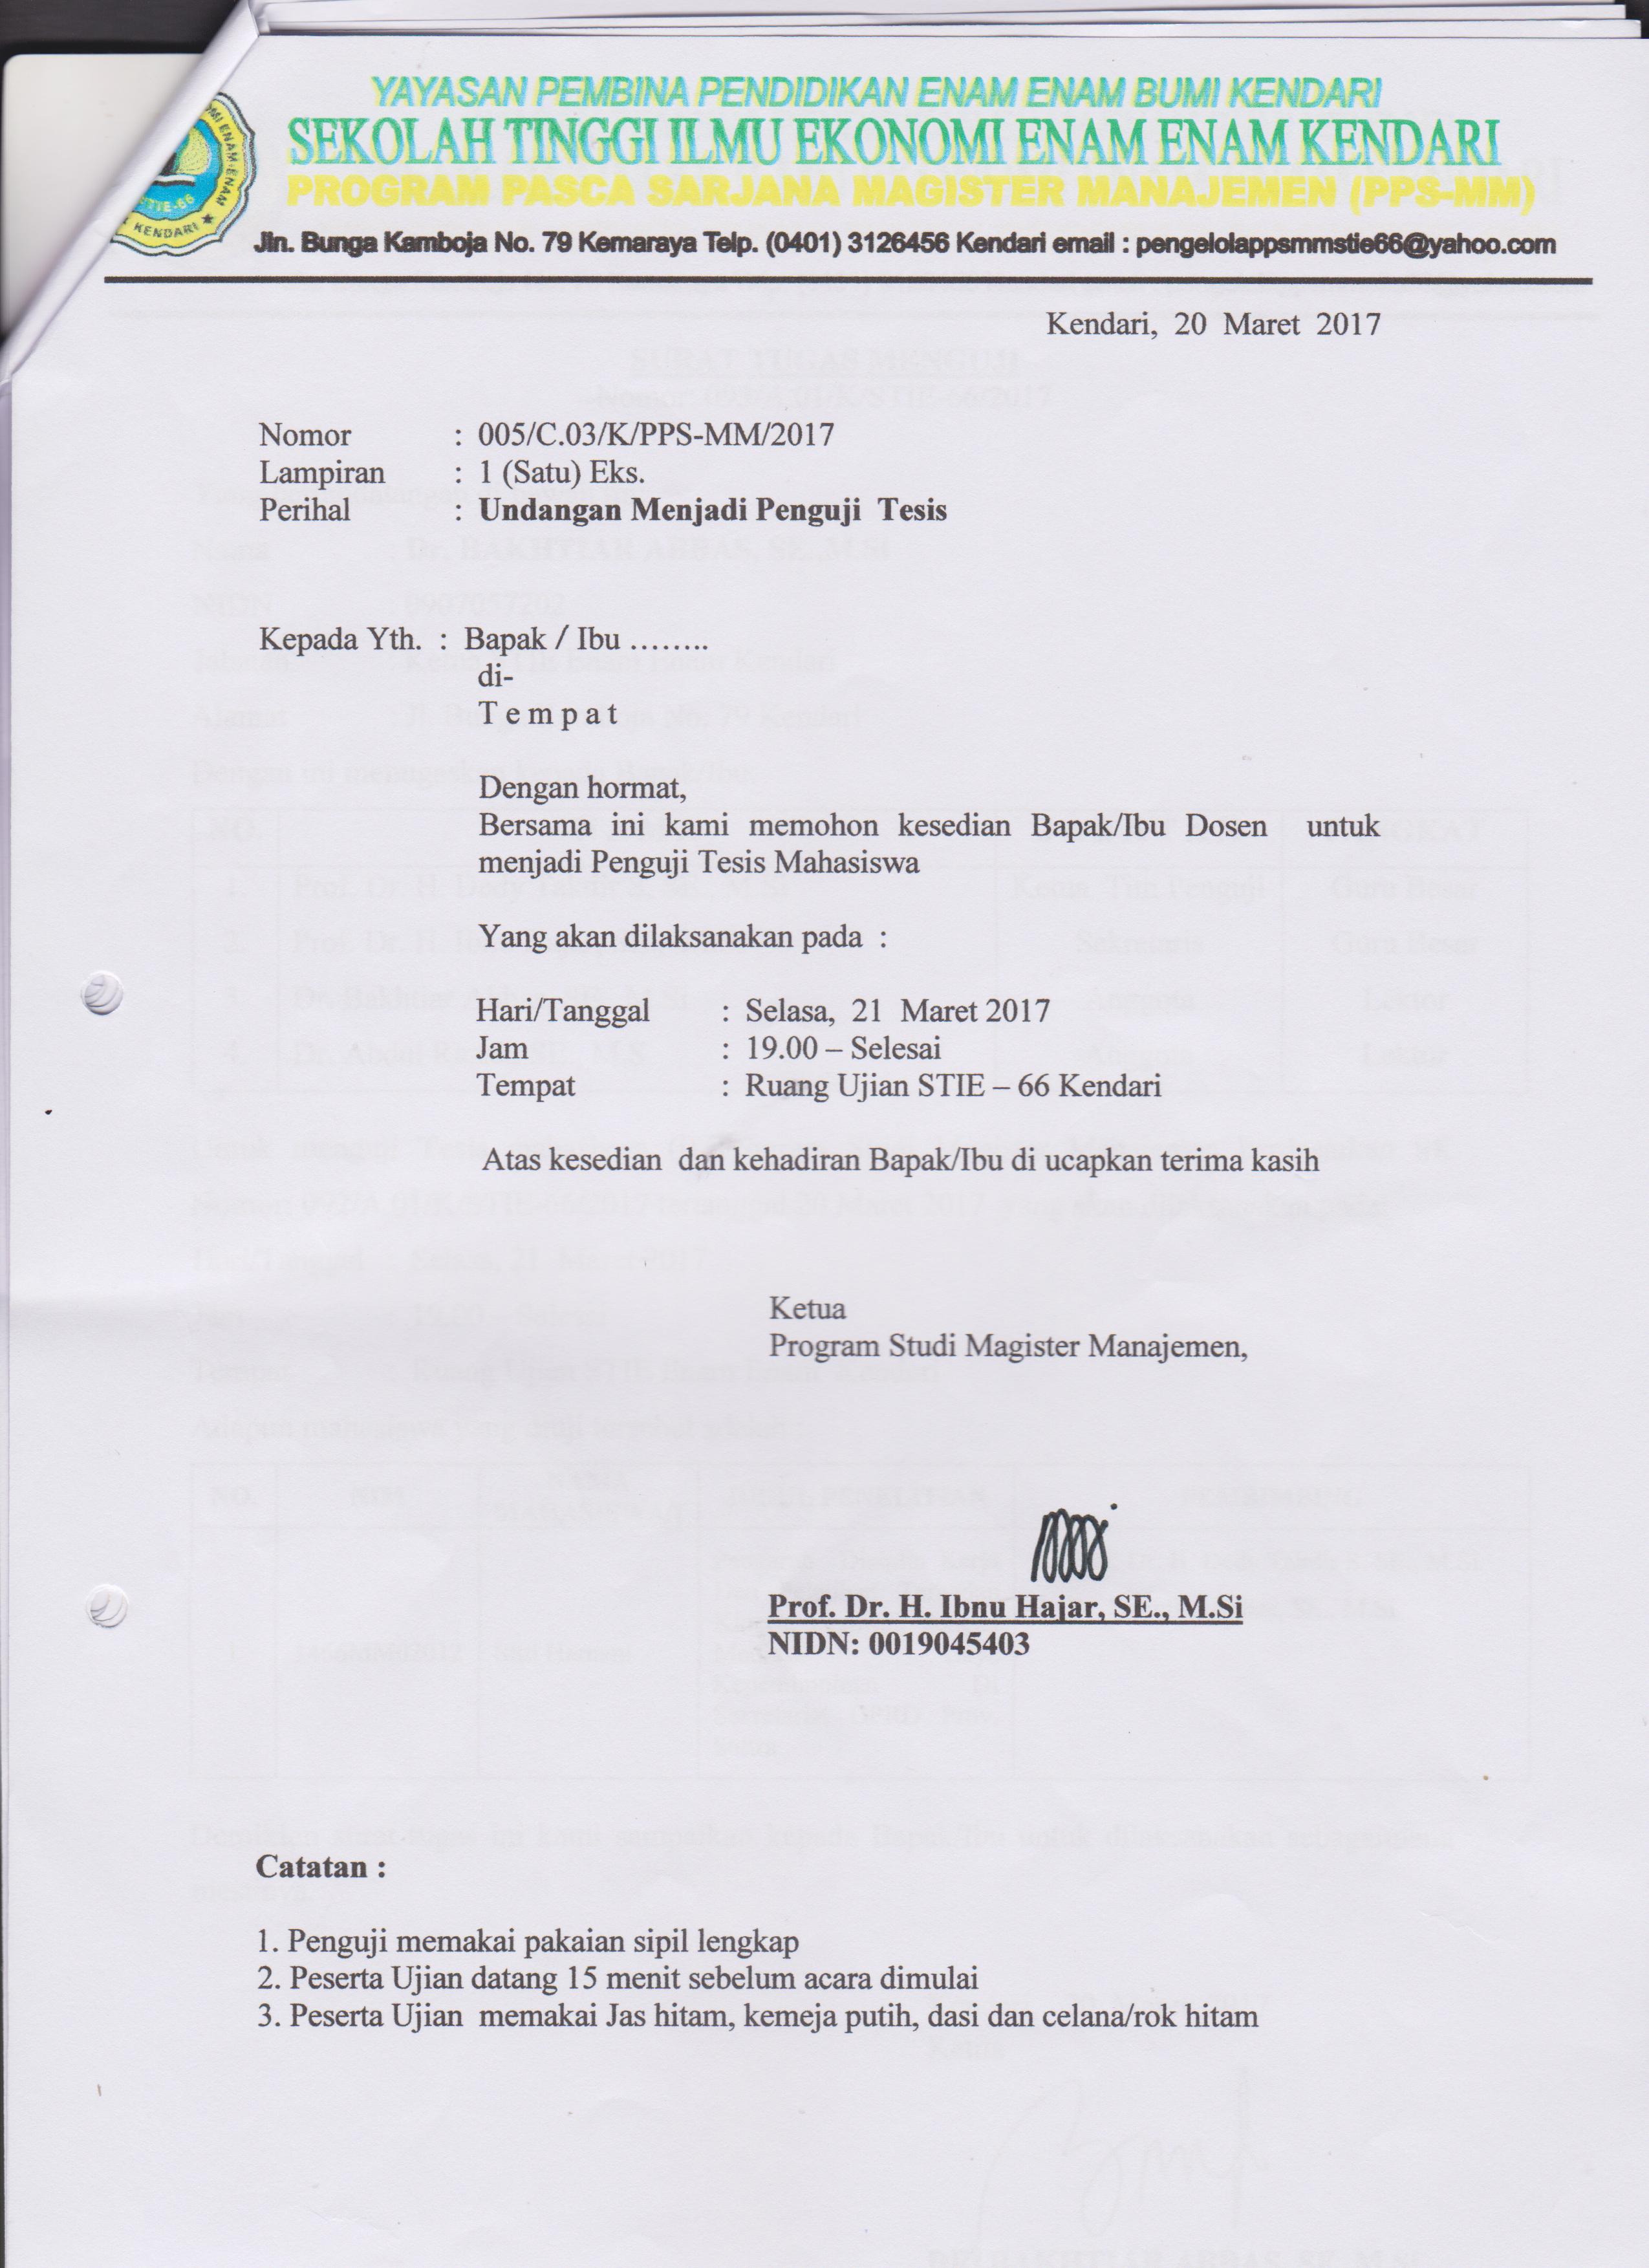 YAYASAN PEMBINA PENDIDIKAN ENAM ENAM BUMI KENDARI
SEKOLAH TINGGI ILMU EKONOMI ENAM ENAM KENDARI
PROGRAM PASCA SARJANA MAGISTER MANAJEMEN (PPS-MM)
Jln. Bunga Kamboja No. 79 Kemaraya Telp. (0401) 3126456 Kendari email : pengelolappsmmstie66@yahoo.com
ENAM-ENAM
STIE-66
KENDARI
Kendari, 20 Maret 2017
Nomor : 005/C.03/K/PPS-MM/2017
Lampiran : 1 (Satu) Eks.
Perihal : Undangan Menjadi Penguji Tesis
Kepada Yth. : Bapak / Ibu ........
di-
T e m p a t
Dengan hormat,
Bersama ini kami memohon kesedian Bapak/Ibu Dosen untuk
menjadi Penguji Tesis Mahasiswa
Yang akan dilaksanakan pada :
Hari/Tanggal : Selasa, 21 Maret 2017
Jam : 19.00 – Selesai
Tempat : Ruang Ujian STIE – 66 Kendari
Atas kesedian dan kehadiran Bapak/Ibu di ucapkan terima kasih
Ketua
Program Studi Magister Manajemen,
Prof. Dr. H. Ibnu Hajar, SE., M.Si
NIDN: 0019045403
Catatan :
1. Penguji memakai pakaian sipil lengkap
2. Peserta Ujian datang 15 menit sebelum acara dimulai
3. Peserta Ujian memakai Jas hitam, kemeja putih, dasi dan celana/rok hitam